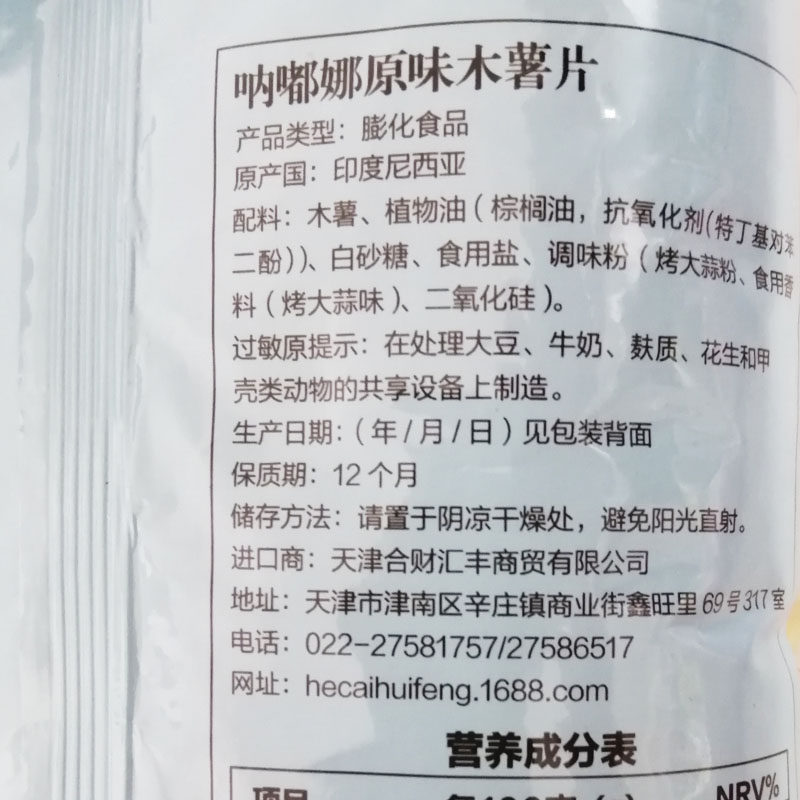 呐嘟娜原味木薯片
产品类型：膨化食品
原产国：印度尼西亚
配料：木薯、植物油（棕榈油，抗氧化剂（特丁基对苯
二酚））、白砂糖、食用盐、调味粉（烤大蒜粉、食用香
料（烤大蒜味）、二氧化硅）。
过敏原提示：在处理大豆、牛奶、麸质、花生和甲
壳类动物的共享设备上制造。
生产日期：（年/月/日）见包装背面
保质期：12个月
储存方法：请置于阴凉干燥处，避免阳光直射。
进口商：天津合财汇丰商贸有限公司
地址：天津市津南区辛庄镇商业街鑫旺里69号317室
电话：022-27581757/27586517
网址：hecaihuifeng.1688.com
营养成分表
项目 NRV%